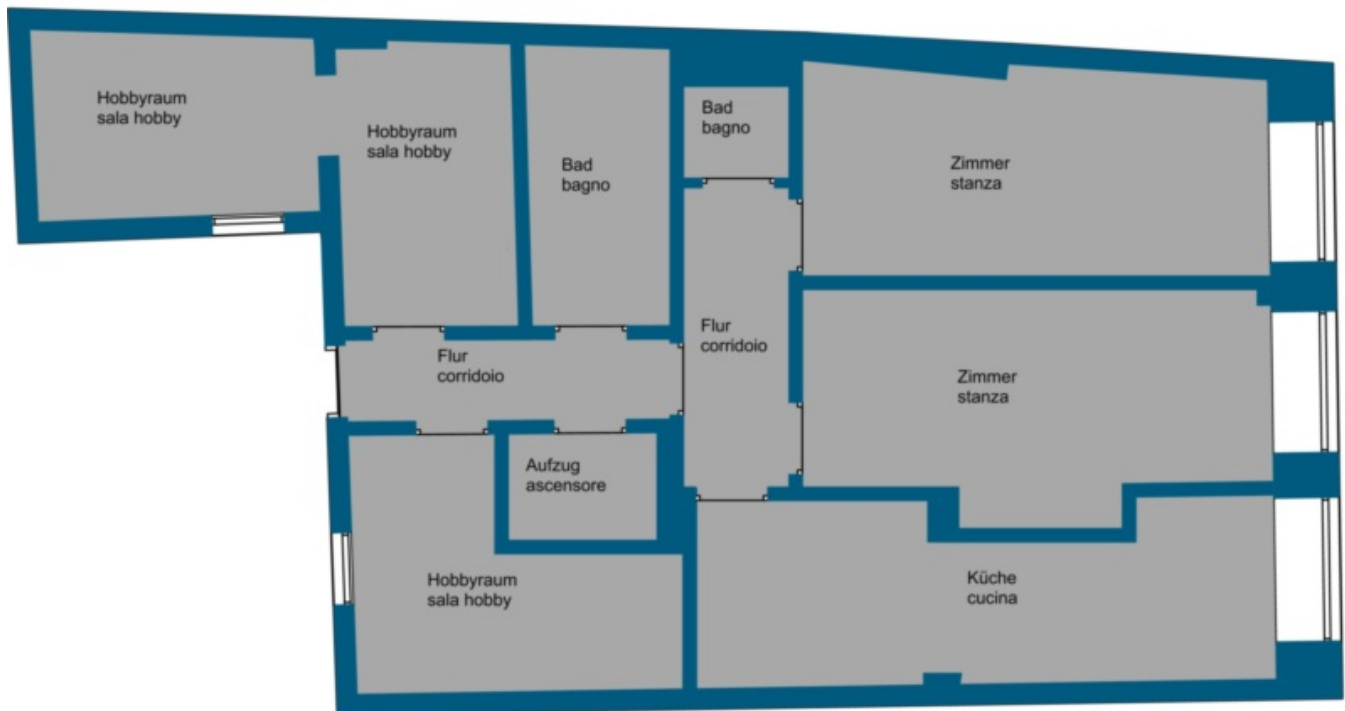 Hobbyraum
sala hobby
Hobbyraum
sala hobby
Bad
bagno
Bad
bagno
Zimmer
stanza
Flur
corridoio
Flur
corridoio
Zimmer
stanza
Aufzug
ascensore
Hobbyraum
sala hobby
Küche
cucina